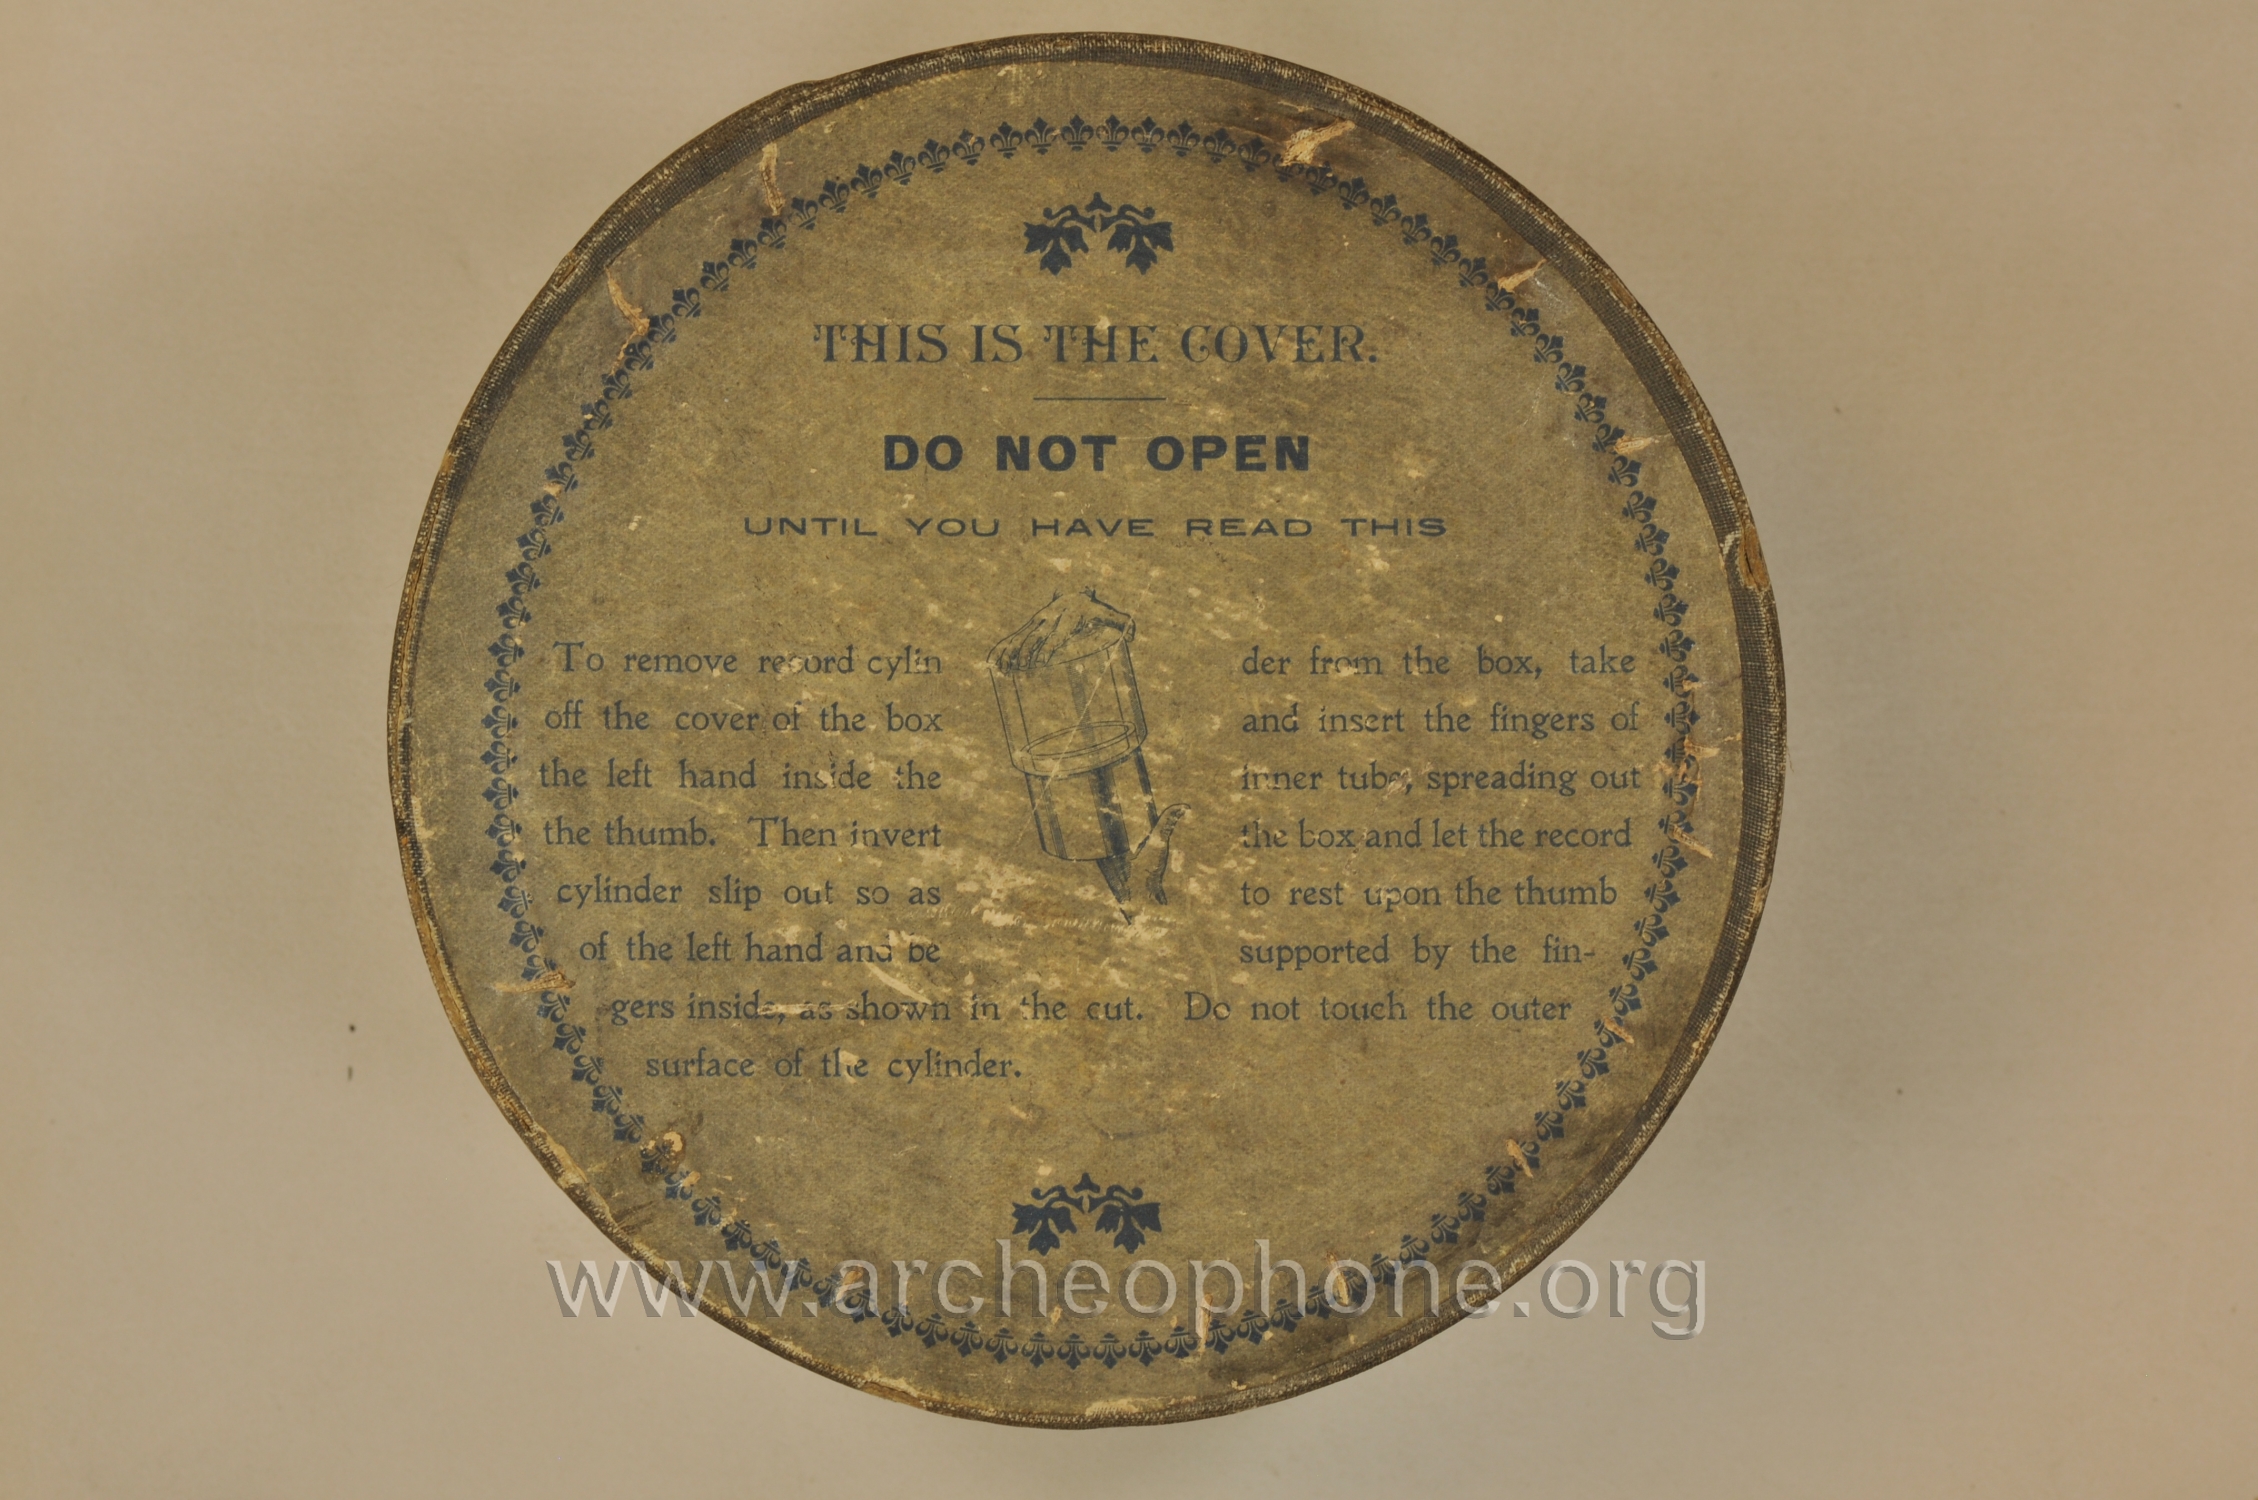 THIS IS THE COVER.
DO NOT OPEN
UNTIL YOU HAVE READ THIS
To remove record cylin der from the box, take
off the cover of the box and insert the fingers of
the left hand inside the inner tube, spreading out
the thumb. Then invert the box and let the record
cylinder slip out so as to rest upon the thumb
of the left hand and be supported by the fin-
gers inside, as shown in the cut. Do not touch the outer
surface of the cylinder.
www.archeophone.org